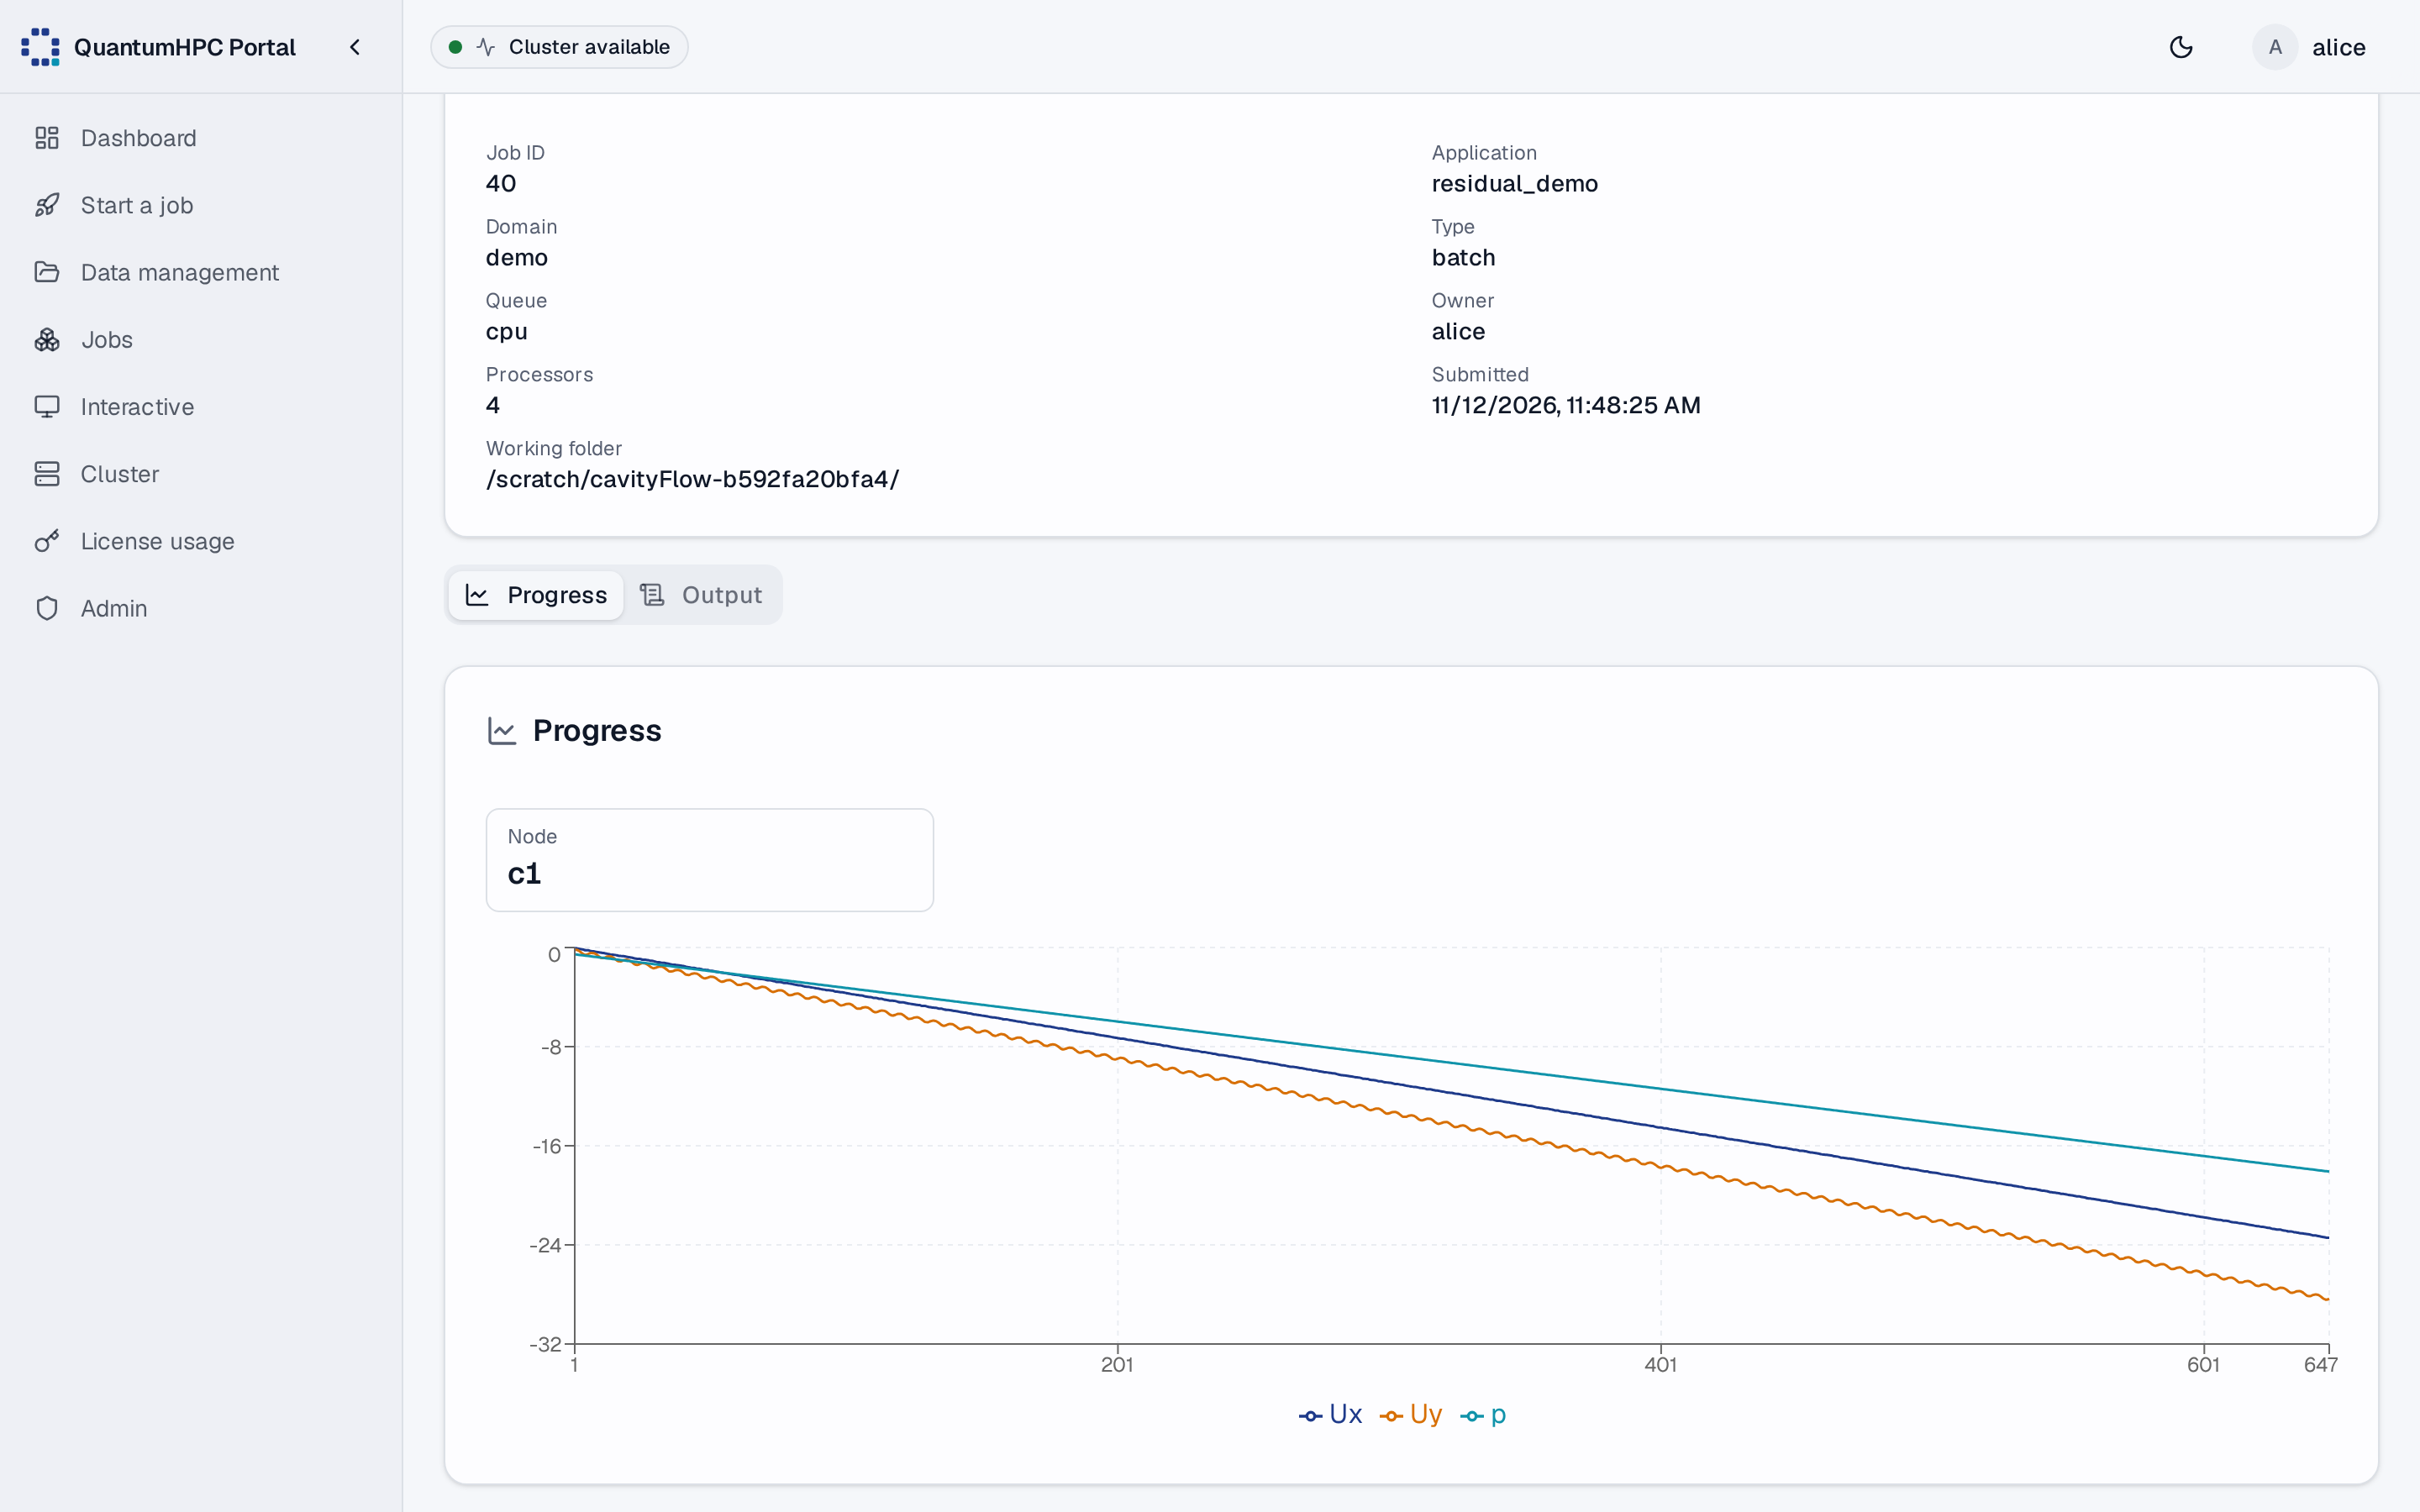 QuantumHPC Portal
Cluster available
A
alice
Dashboard
Start a job
Data management
Jobs
Interactive
Cluster
License usage
Admin
Job ID
40
Application
residual_demo
Domain
demo
Type
batch
Queue
cpu
Owner
alice
Processors
4
Submitted
11/12/2026, 11:48:25 AM
Working folder
/scratch/cavityFlow-b592fa20bfa4/
Progress
Output
Progress
Node
c1
0
-8
-16
-24
-32
1
201
401
601
647
Ux
Uy
p